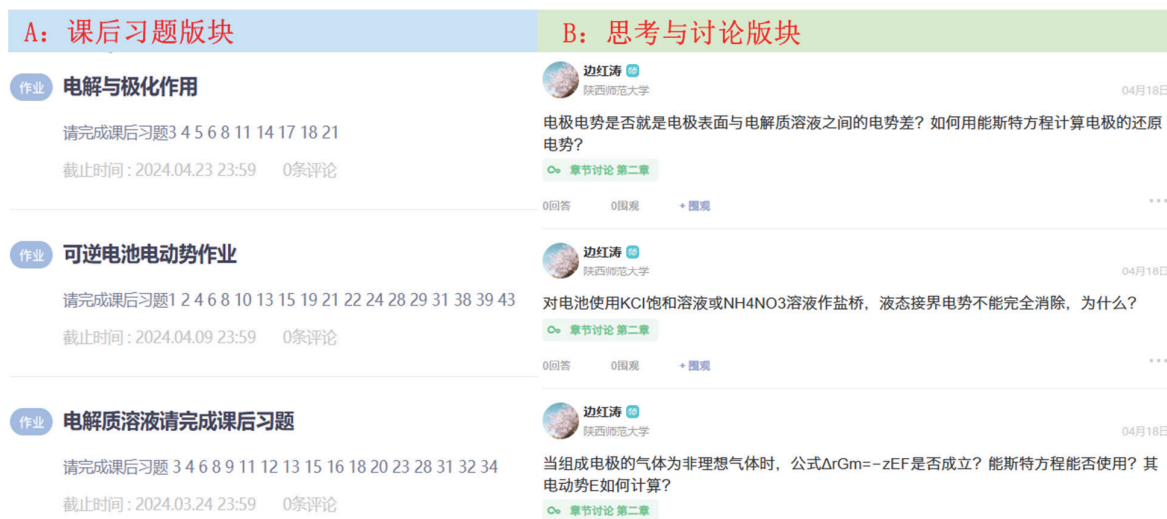 A：课后习题版块
作业
电解与极化作用
请完成课后习题3 4 5 6 8 11 14 17 18 21
截止时间 : 2024.04.23 23:59 0条评论
作业
可逆电池电动势作业
请完成课后习题1 2 4 6 8 10 13 15 19 21 22 24 28 29 31 38 39 43
截止时间 : 2024.04.09 23:59 0条评论
作业
电解质溶液请完成课后习题
请完成课后习题 3 4 6 8 9 11 12 13 15 16 18 20 23 28 31 32 34
截止时间 : 2024.03.24 23:59 0条评论
B：思考与讨论版块
边红涛 师
陕西师范大学
04月18日
电极电势是否就是电极表面与电解质溶液之间的电势差？如何用能斯特方程计算电极的还原
电势？
章节讨论 第二章
0回答 0围观 + 围观
边红涛 师
陕西师范大学
04月18日
对电池使用KCl饱和溶液或NH4NO3溶液作盐桥，液态接界电势不能完全消除，为什么？
章节讨论 第二章
0回答 0围观 + 围观
边红涛 师
陕西师范大学
04月18日
当组成电极的气体为非理想气体时，公式ΔrGm=−zEF是否成立？能斯特方程能否使用？其
电动势E如何计算？
章节讨论 第二章